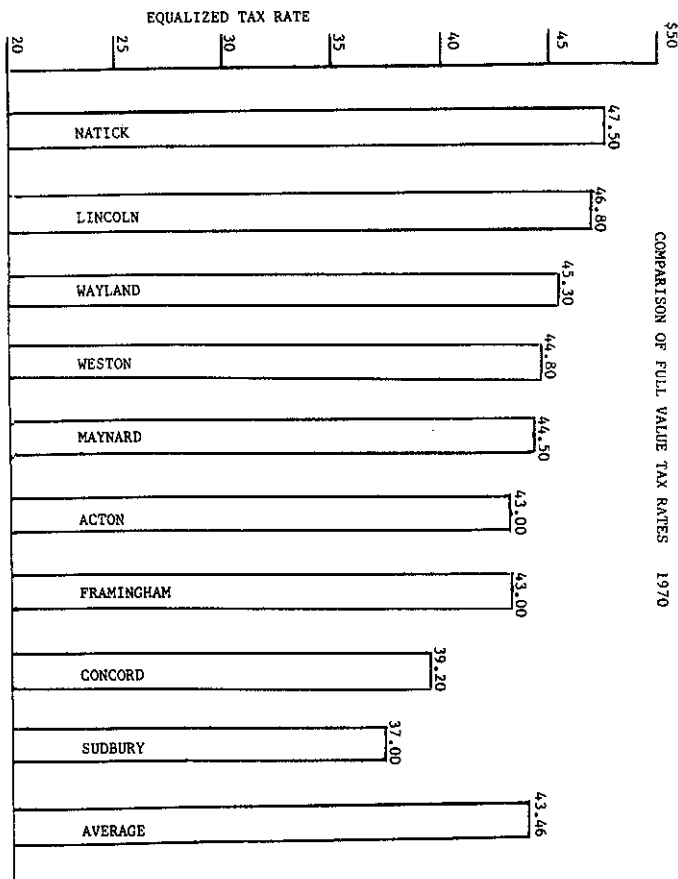 COMPARISON OF FULL VALUE TAX RATES 1970
EQUALIZED TAX RATE
$50
45
40
35
30
25
20
NATICK
47.50
LINCOLN
46.80
WAYLAND
45.30
WESTON
44.80
MAYNARD
44.50
ACTON
43.00
FRAMINGHAM
43.00
CONCORD
39.20
SUDBURY
37.00
AVERAGE
43.46